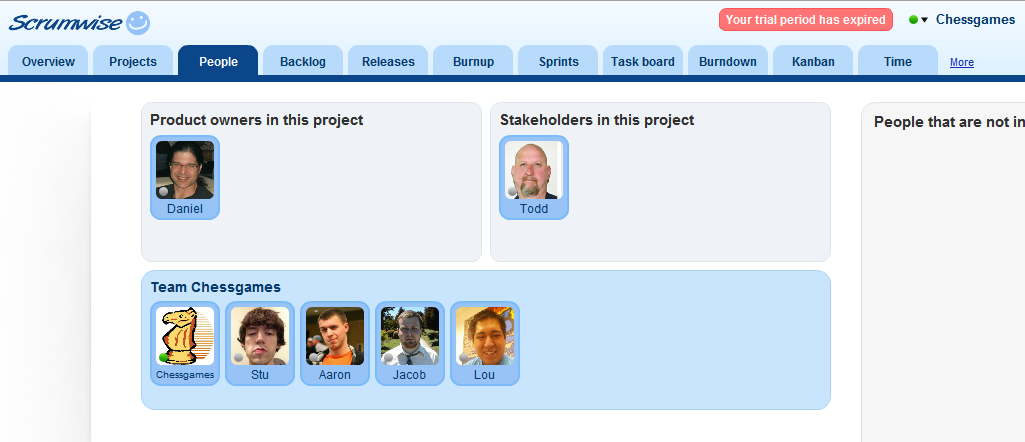 Scrumwise
Your trial period has expired
Chessgames
Overview Projects People Backlog Releases Burnup Sprints Task board Burndown Kanban Time More
Product owners in this project
Daniel
Stakeholders in this project
Todd
People that are not in
Team Chessgames
Chessgames Stu Aaron Jacob Lou